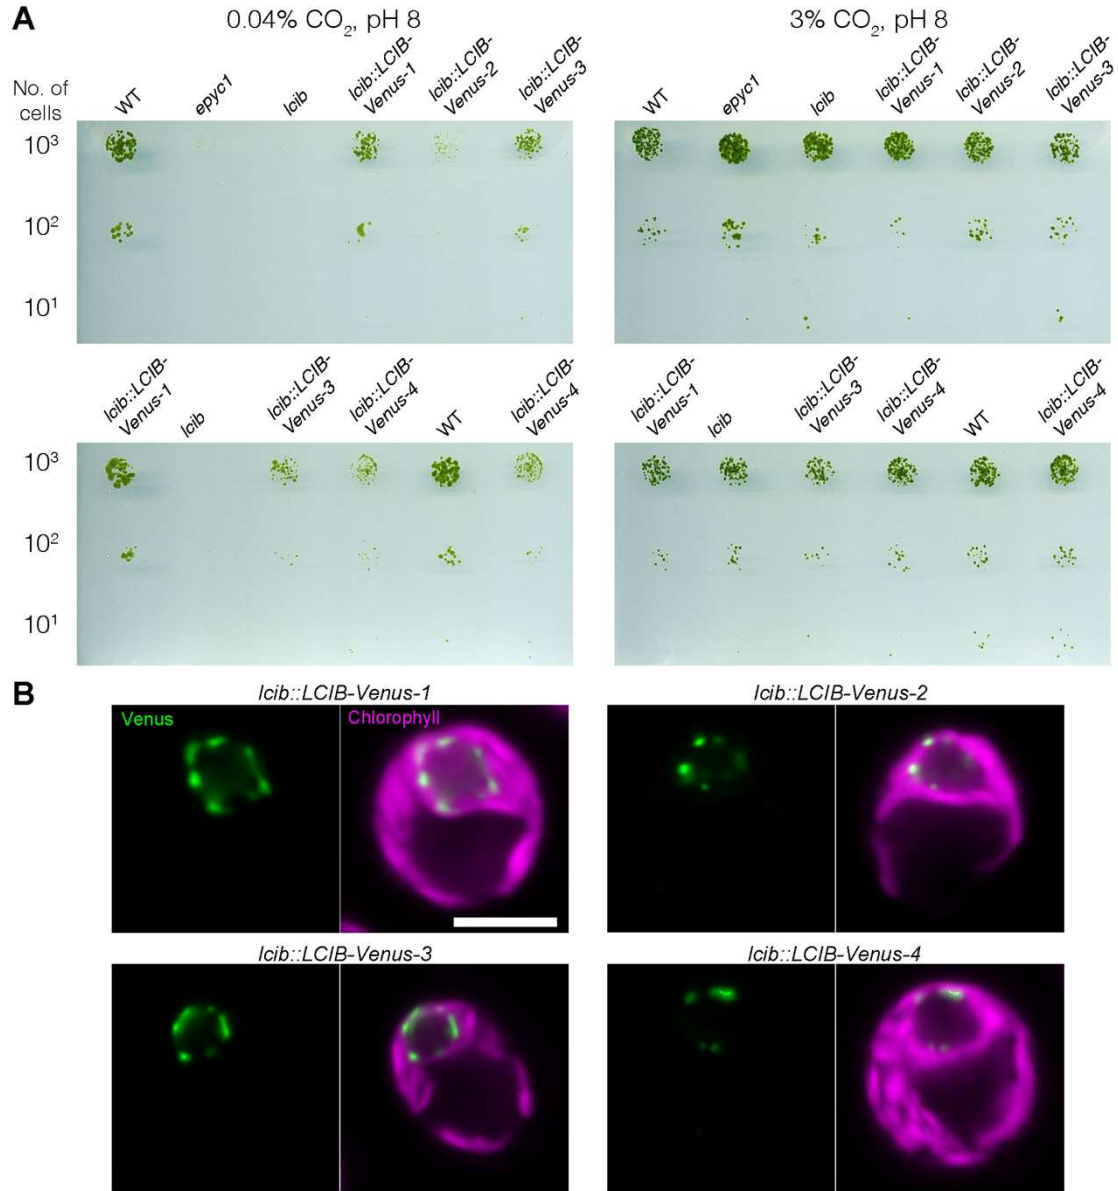 A
0.04% CO₂, pH 8
3% CO₂, pH 8
No. of
cells
WT
epyc1
lcib
lcib::LCIB-
Venus-1
lcib::LCIB-
Venus-2
lcib::LCIB-
Venus-3
WT
epyc1
lcib
lcib::LCIB-
Venus-1
lcib::LCIB-
Venus-2
lcib::LCIB-
Venus-3
10³
10²
10¹
lcib::LCIB-
Venus-1
lcib
lcib::LCIB-
Venus-3
lcib::LCIB-
Venus-4
WT
lcib::LCIB-
Venus-4
lcib::LCIB-
Venus-1
lcib
lcib::LCIB-
Venus-3
lcib::LCIB-
Venus-4
WT
lcib::LCIB-
Venus-4
10³
10²
10¹
B
lcib::LCIB-Venus-1
lcib::LCIB-Venus-2
Venus
Chlorophyll
lcib::LCIB-Venus-3
lcib::LCIB-Venus-4